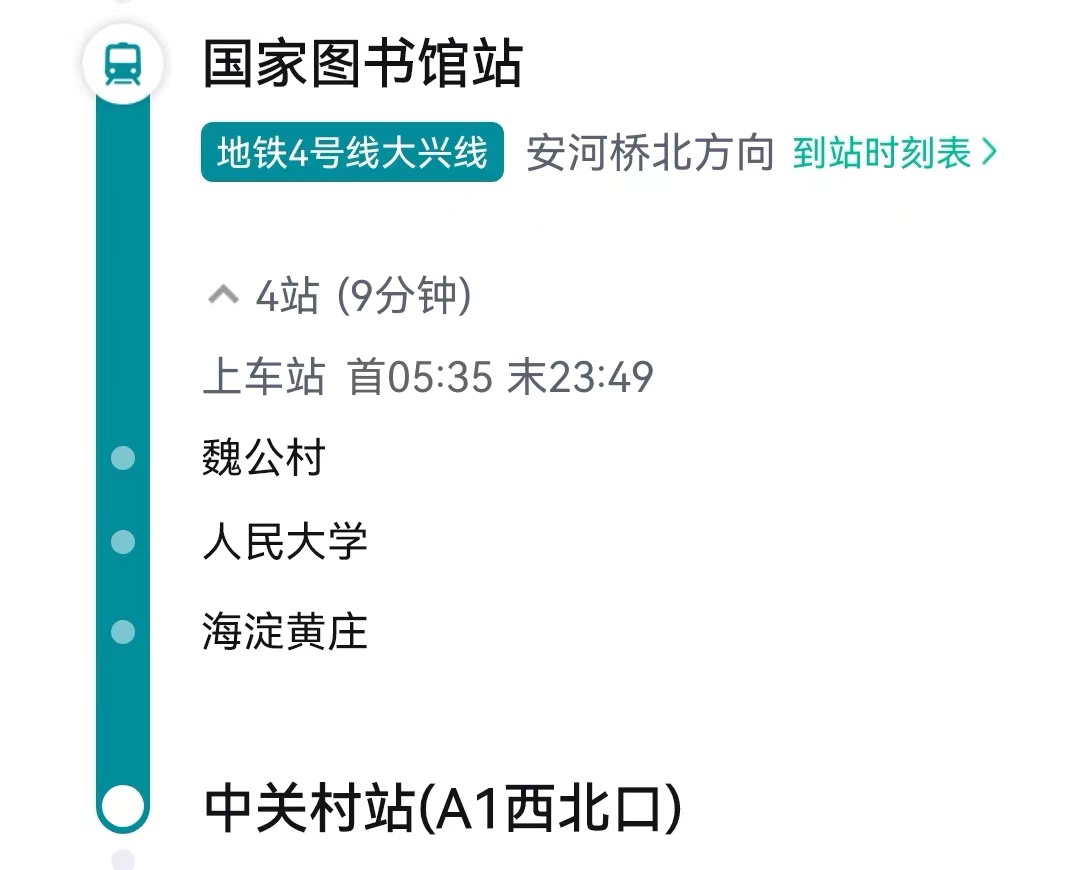 国家图书馆站
地铁4号线大兴线 安河桥北方向 到站时刻表
4站 (9分钟)
上车站 首05:35 末23:49
魏公村
人民大学
海淀黄庄
中关村站(A1西北口)